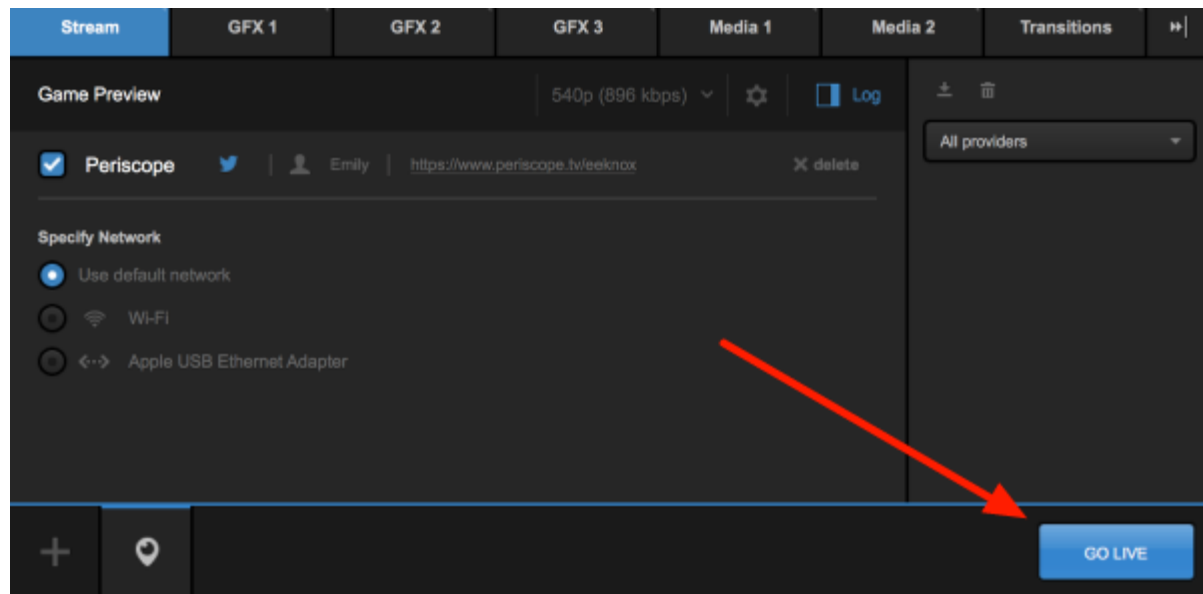 Stream GFX 1 GFX 2 GFX 3 Media 1 Media 2 Transitions
Game Preview 540p (896 kbps) Log
All providers
Periscope Emily https://www.periscope.tv/eeknox delete
Specify Network
Use default network
Wi-Fi
Apple USB Ethernet Adapter
GO LIVE